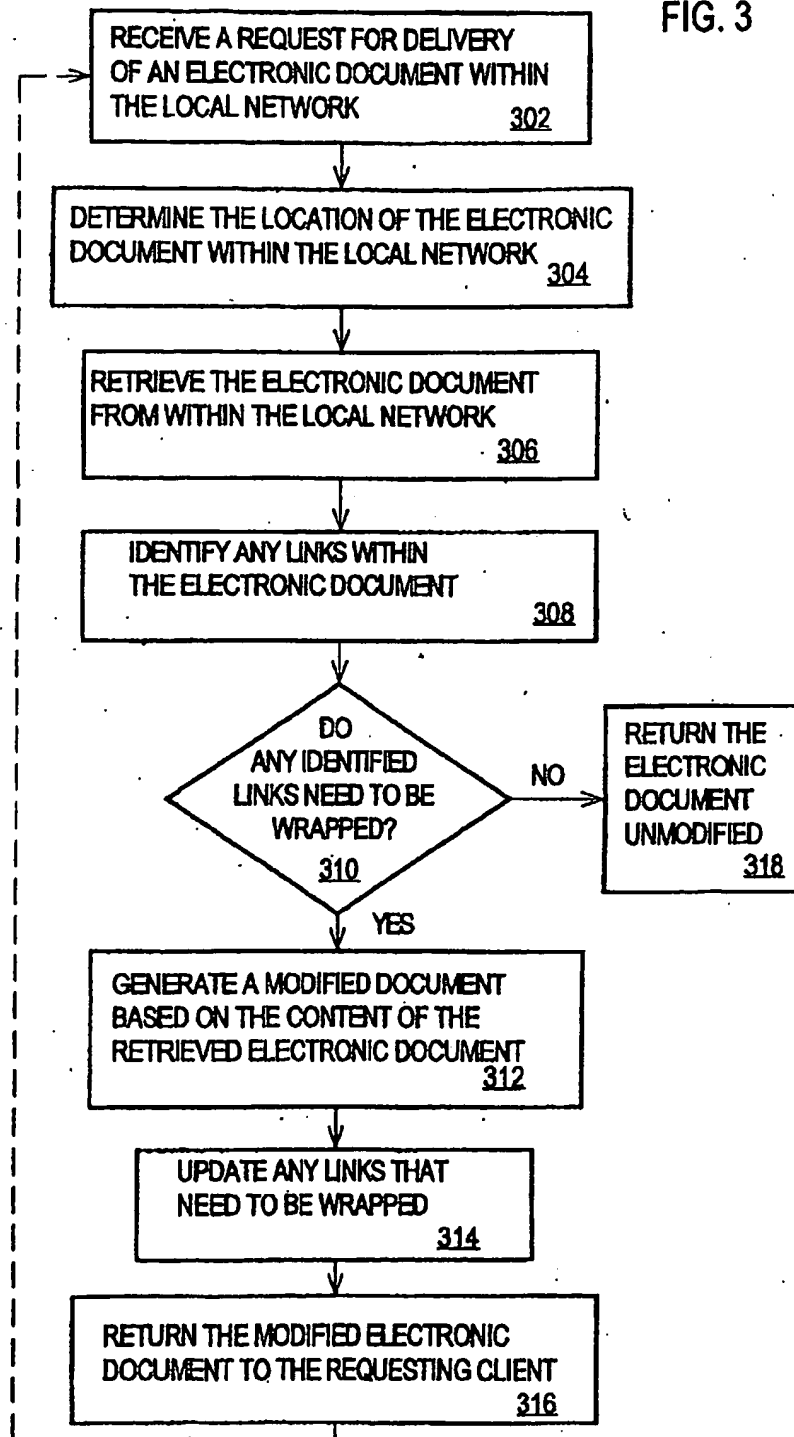 FIG. 3
RECEIVE A REQUEST FOR DELIVERY
OF AN ELECTRONIC DOCUMENT WITHIN
THE LOCAL NETWORK
302
DETERMINE THE LOCATION OF THE ELECTRONIC
DOCUMENT WITHIN THE LOCAL NETWORK
304
RETRIEVE THE ELECTRONIC DOCUMENT
FROM WITHIN THE LOCAL NETWORK
306
IDENTIFY ANY LINKS WITHIN
THE ELECTRONIC DOCUMENT
308
DO
ANY IDENTIFIED
LINKS NEED TO BE
WRAPPED?
310
NO
RETURN THE
ELECTRONIC
DOCUMENT
UNMODIFIED
318
YES
GENERATE A MODIFIED DOCUMENT
BASED ON THE CONTENT OF THE
RETRIEVED ELECTRONIC DOCUMENT
312
UPDATE ANY LINKS THAT
NEED TO BE WRAPPED
314
RETURN THE MODIFIED ELECTRONIC
DOCUMENT TO THE REQUESTING CLIENT
316